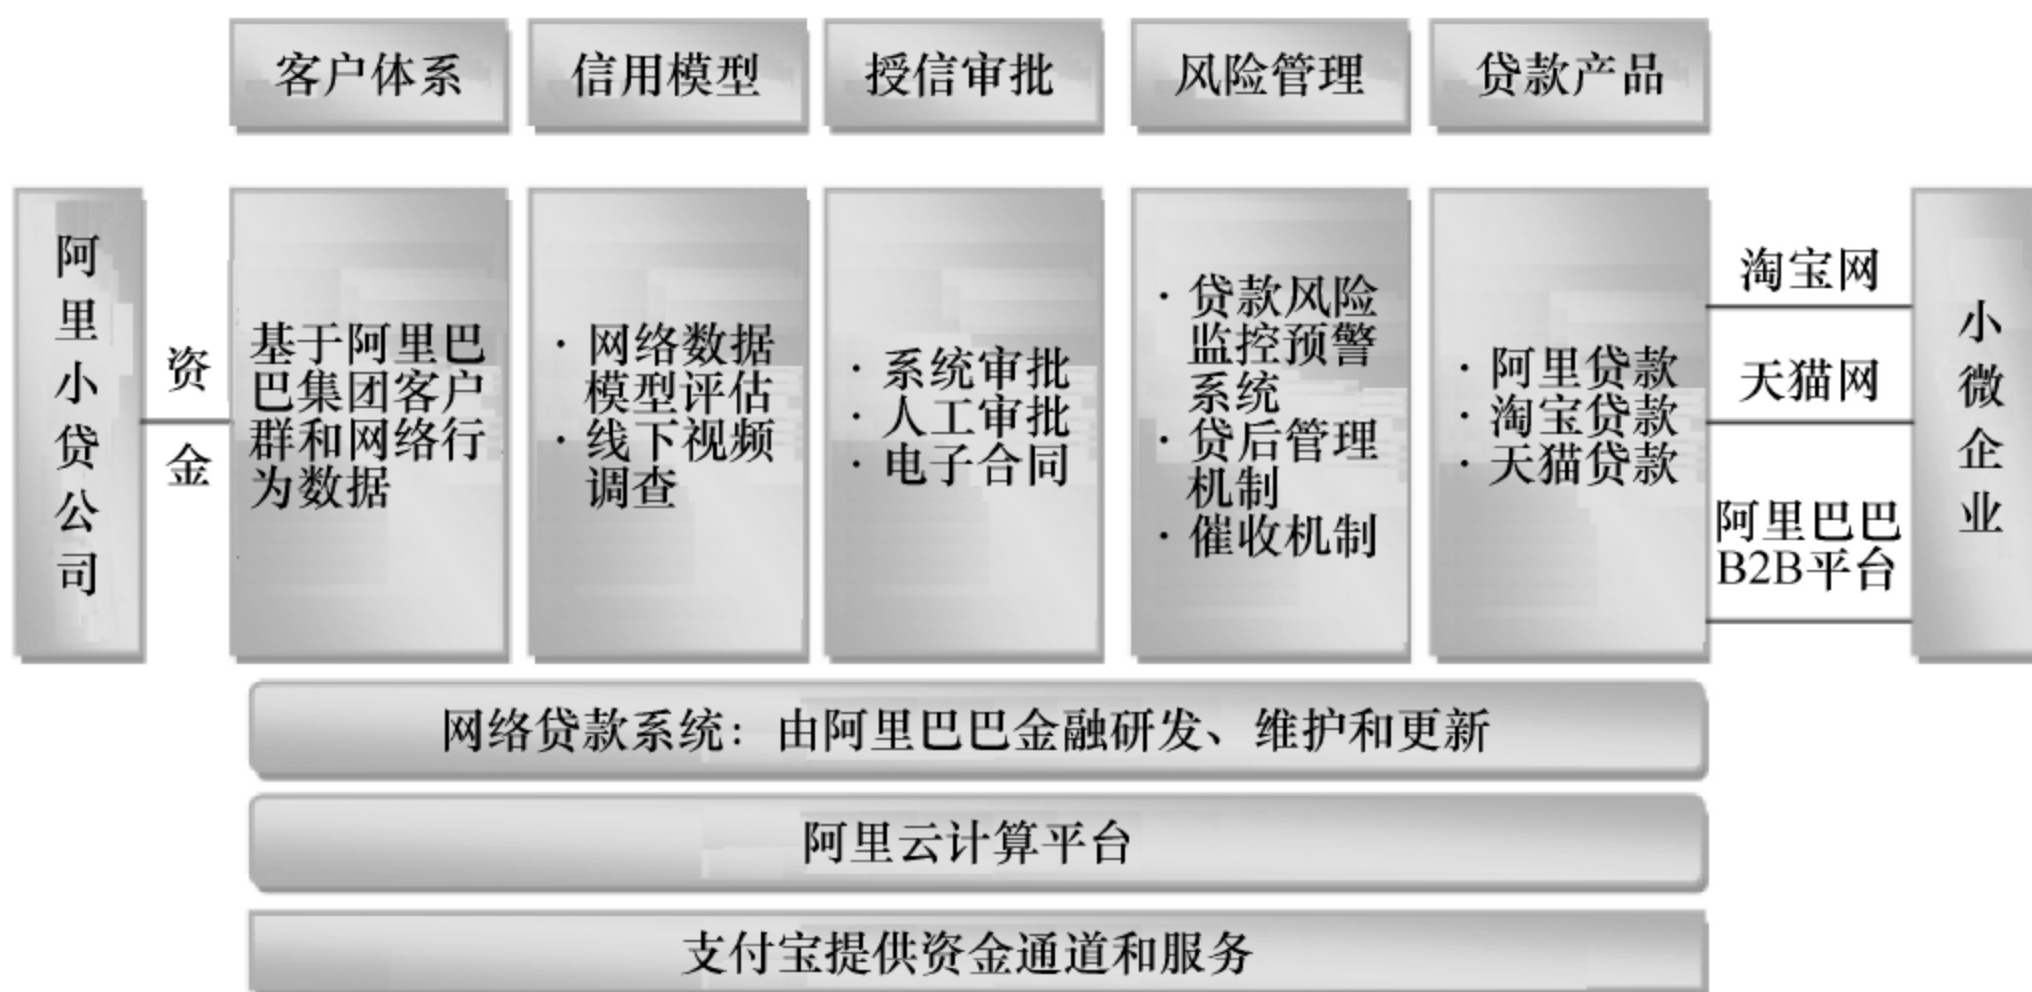 客户体系
信用模型
授信审批
风险管理
贷款产品
阿里小贷公司
资金
基于阿里巴
巴集团客户
群和网络行
为数据
· 网络数据
模型评估
· 线下视频
调查
· 系统审批
· 人工审批
· 电子合同
· 贷款风险
监控预警
系统
· 贷后管理
机制
· 催收机制
· 阿里贷款
· 淘宝贷款
· 天猫贷款
淘宝网
天猫网
阿里巴巴
B2B平台
小微企业
网络贷款系统：由阿里巴巴金融研发、维护和更新
阿里云计算平台
支付宝提供资金通道和服务